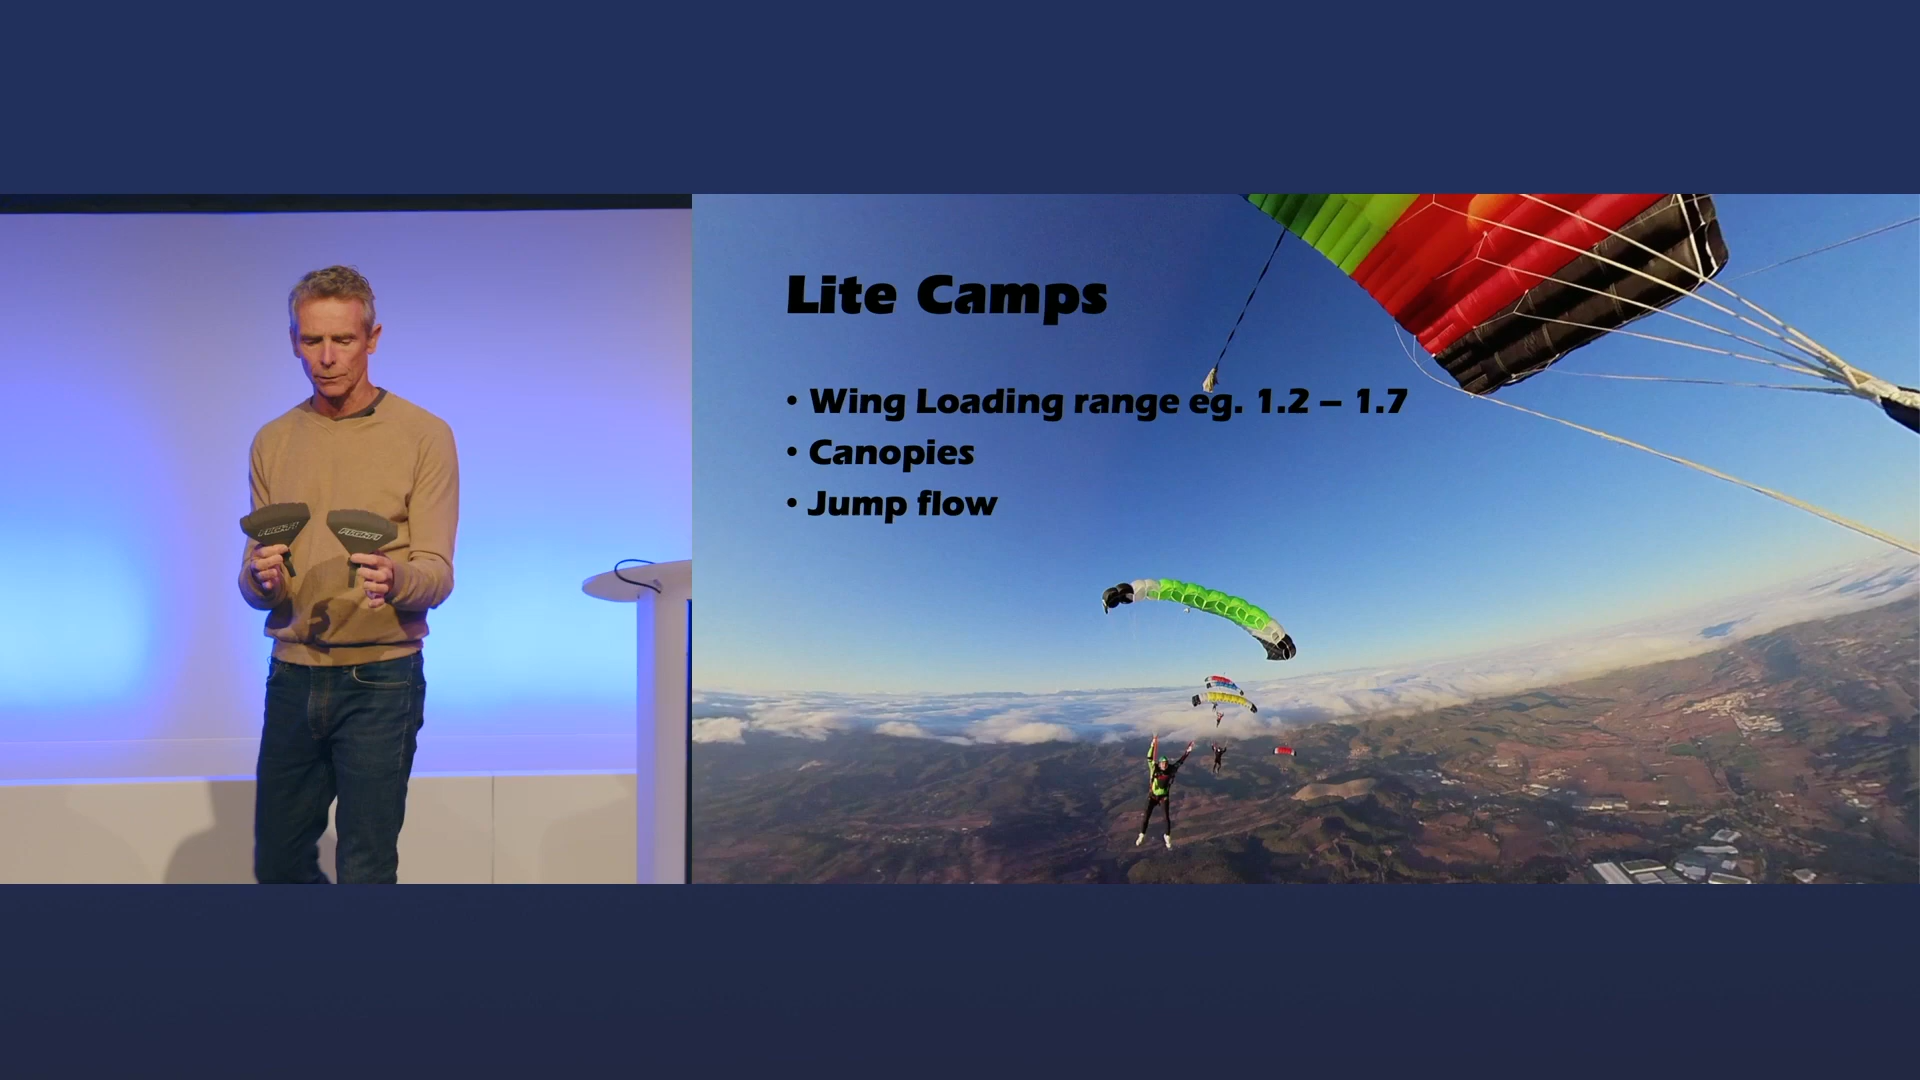 Lite Camps
• Wing Loading range eg. 1.2 – 1.7
• Canopies
• Jump flow